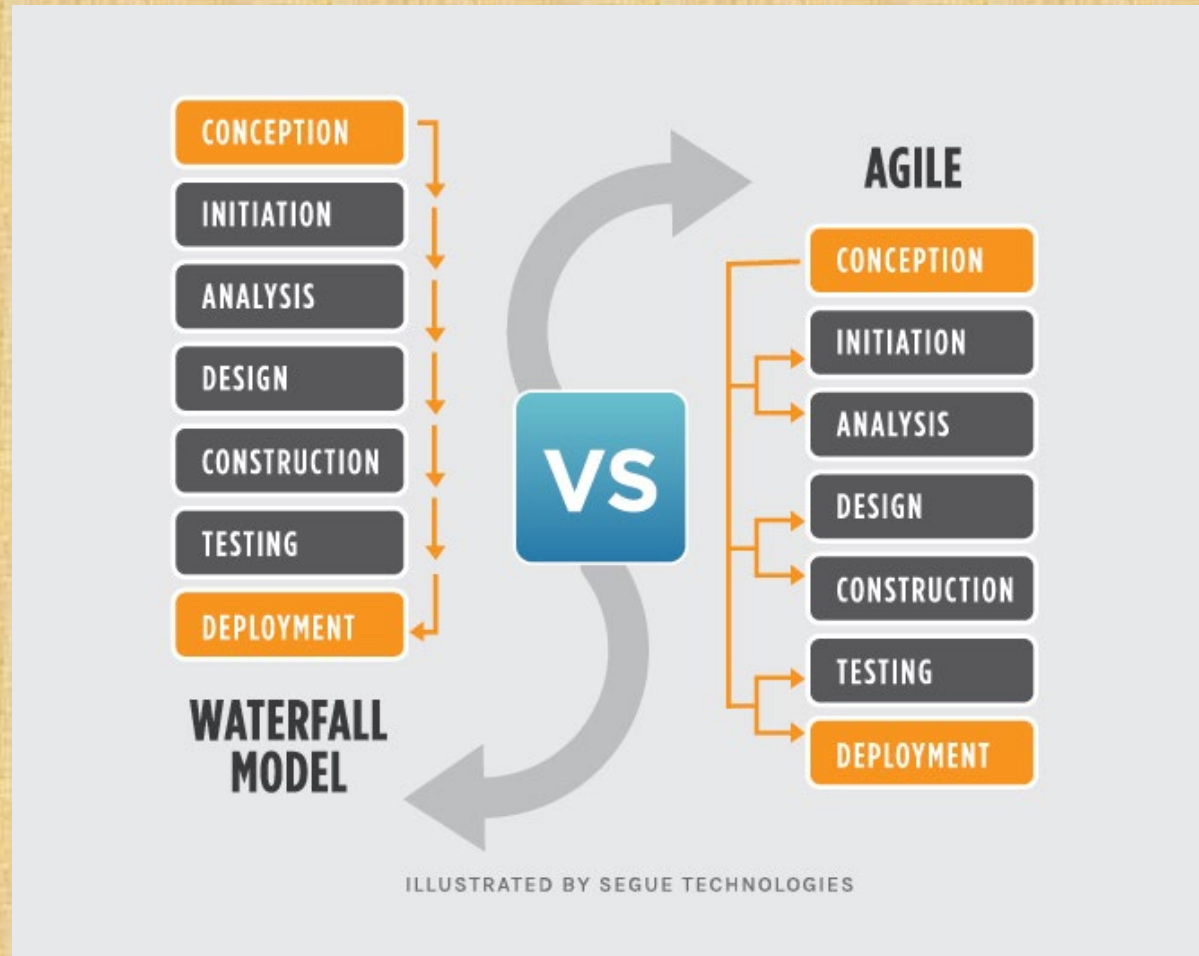 CONCEPTION
INITIATION
ANALYSIS
DESIGN
CONSTRUCTION
TESTING
DEPLOYMENT
WATERFALL
MODEL
VS
AGILE
CONCEPTION
INITIATION
ANALYSIS
DESIGN
CONSTRUCTION
TESTING
DEPLOYMENT
ILLUSTRATED BY SEGUE TECHNOLOGIES